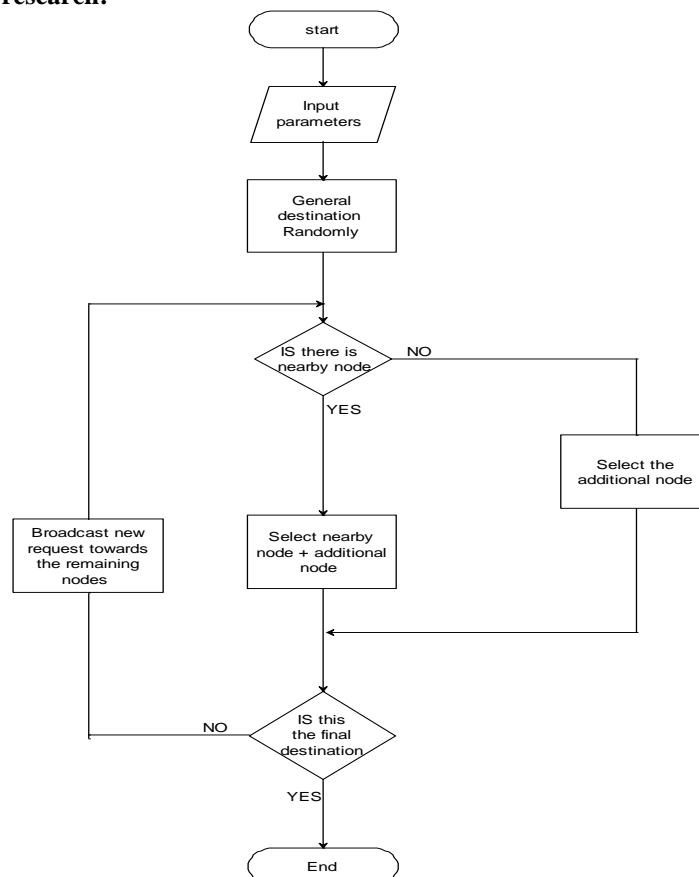 research.
start
Input
parameters
General
destination
Randomly
IS there is
nearby node
NO
YES
Select the
additional node
Broadcast new
request towards
the remaining
nodes
Select nearby
node + additional
node
IS this
the final
destination
NO
YES
End